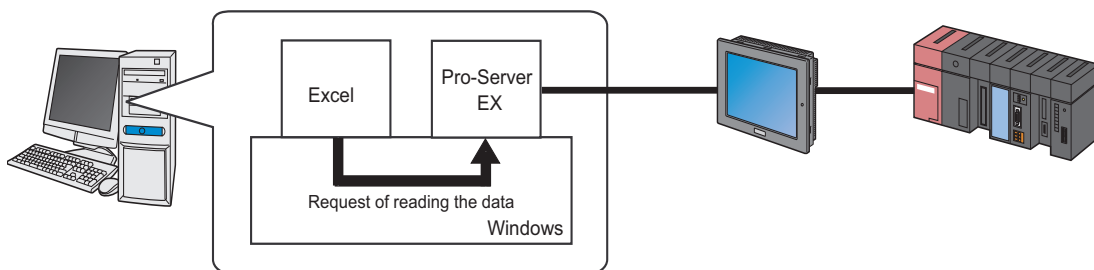 Excel
Pro-Server
EX
Request of reading the data
Windows